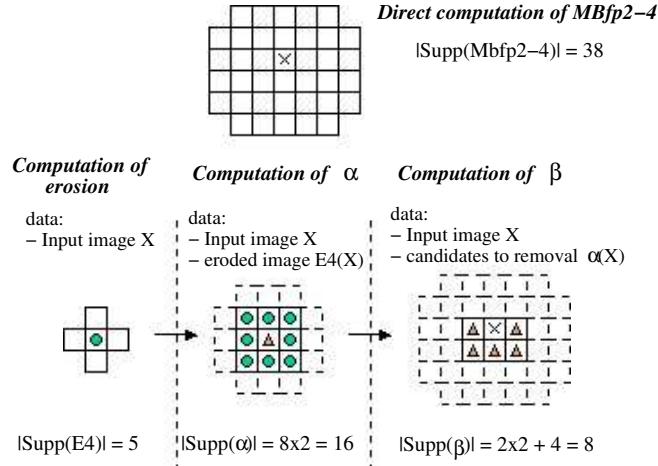 Direct computation of MBfp2−4
|Supp(Mbfp2−4)| = 38
Computation of erosion
data:
− Input image X
|Supp(E4)| = 5
Computation of α
data:
− Input image X
− eroded image E4(X)
|Supp(α)| = 8x2 = 16
Computation of β
data:
− Input image X
− candidates to removal α(X)
|Supp(β)| = 2x2 + 4 = 8